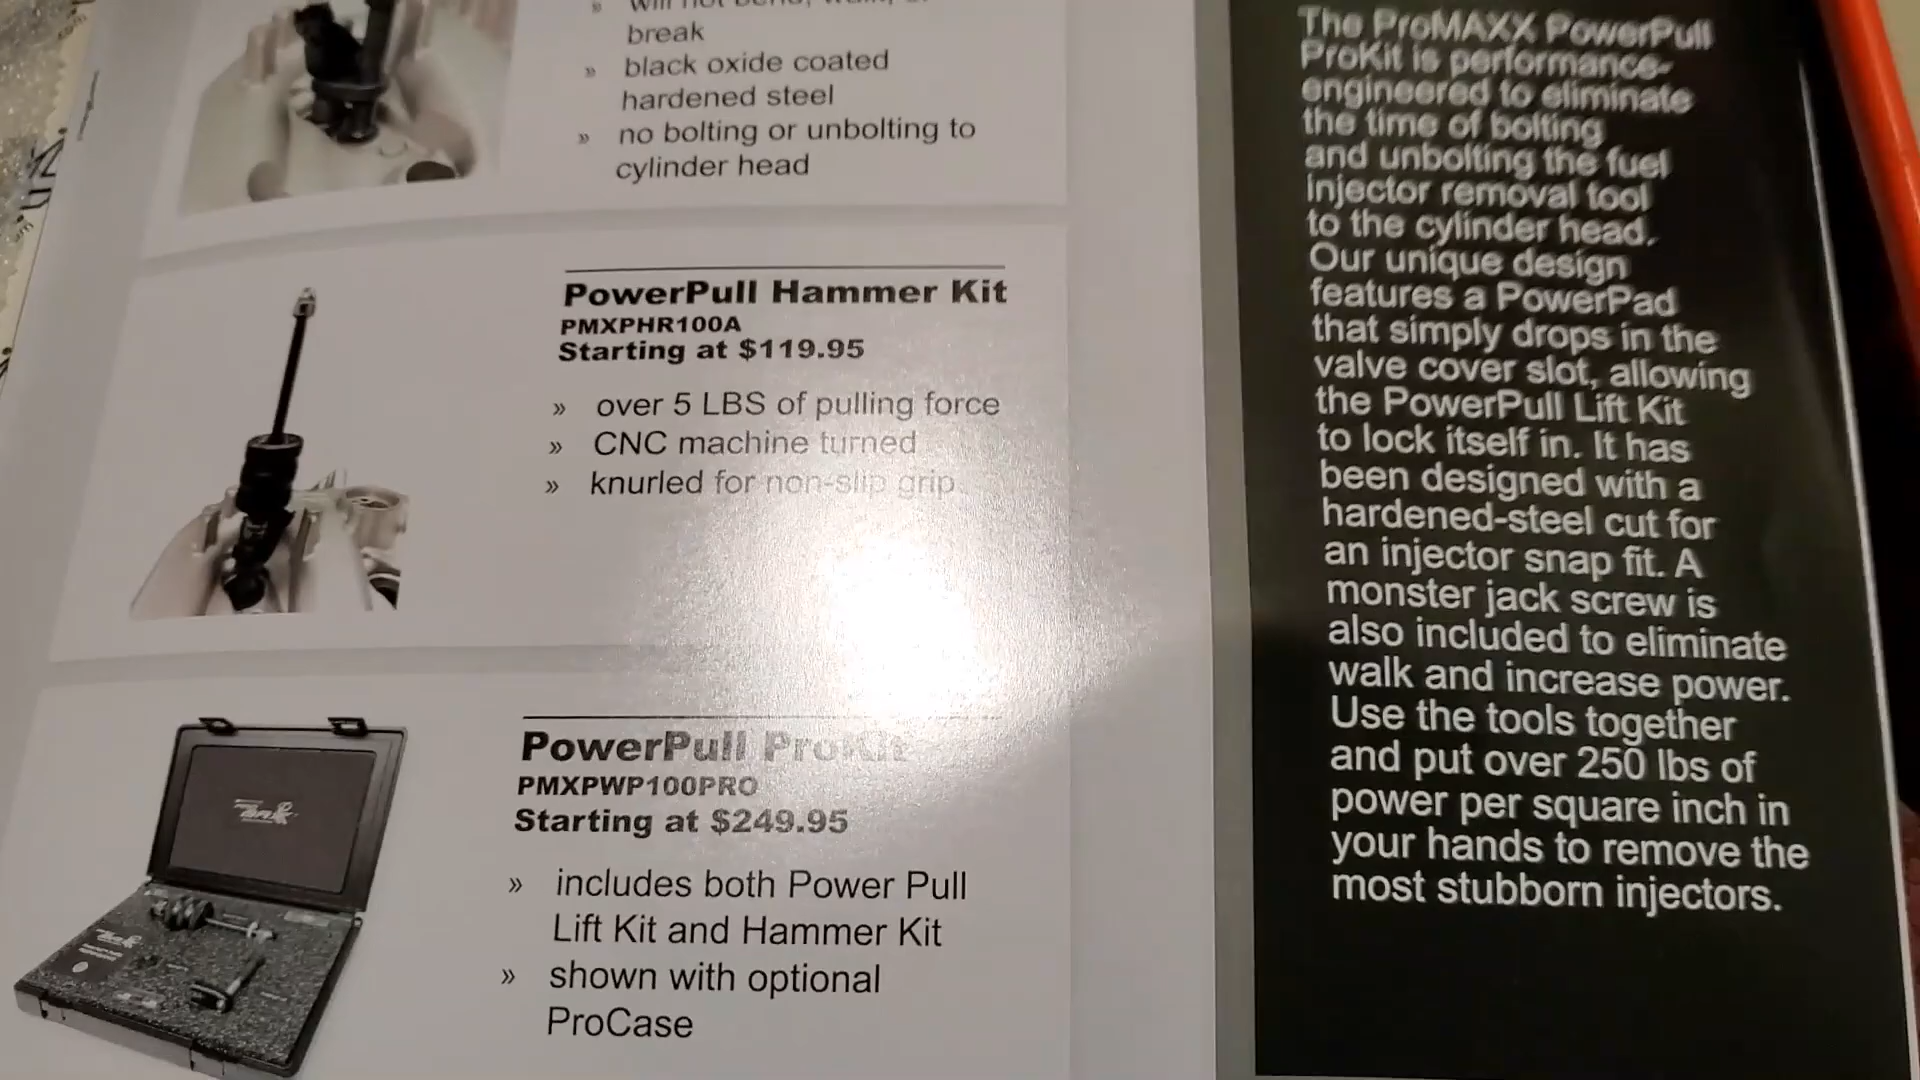 break
» black oxide coated
hardened steel
» no bolting or unbolting to
cylinder head
PowerPull Hammer Kit
PMXPHR100A
Starting at $119.95
» over 5 LBS of pulling force
» CNC machine turned
» knurled for non-slip grip
PowerPull ProKit
PMXPWP100PRO
Starting at $249.95
» includes both Power Pull
Lift Kit and Hammer Kit
» shown with optional
ProCase
The ProMAXX PowerPull
ProKit is performance-
engineered to eliminate
the time of bolting
and unbolting the fuel
injector removal tool
to the cylinder head.
Our unique design
features a PowerPad
that simply drops in the
valve cover slot, allowing
the PowerPull Lift Kit
to lock itself in. It has
been designed with a
hardened-steel cut for
an injector snap fit. A
monster jack screw is
also included to eliminate
walk and increase power.
Use the tools together
and put over 250 lbs of
power per square inch in
your hands to remove the
most stubborn injectors.